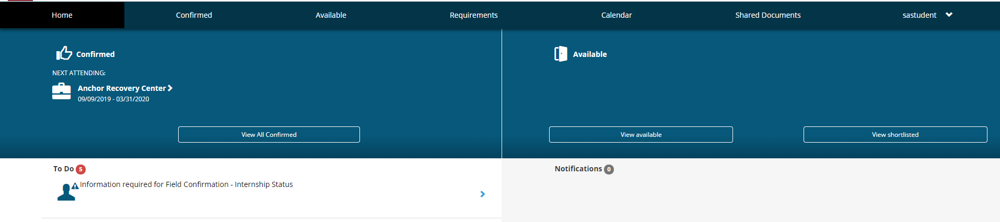 Home Confirmed Available Requirements Calendar Shared Documents sastudent
Confirmed
NEXT ATTENDING:
Anchor Recovery Center
09/09/2019 - 03/31/2020
View All Confirmed
Available
View available View shortlisted
To Do 5
Information required for Field Confirmation - Internship Status
Notifications 0